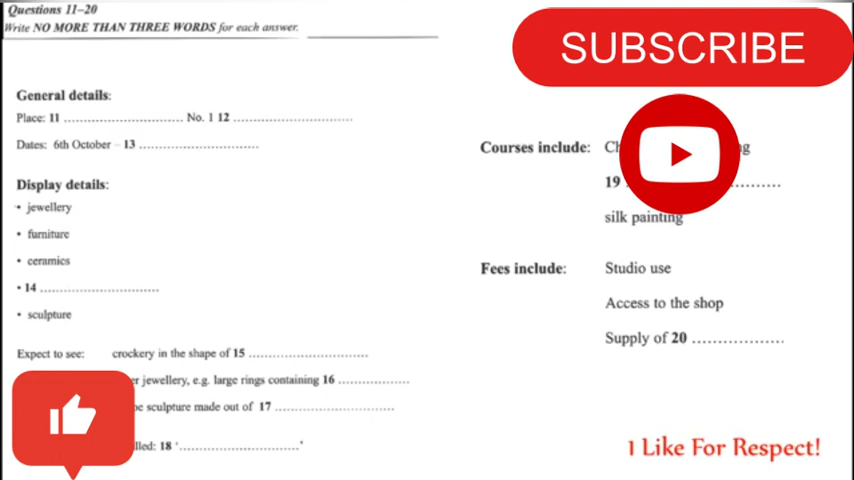 Questions 11–20
Write NO MORE THAN THREE WORDS for each answer.
SUBSCRIBE
General details:
Place: 11 .............................. No. 1 12 ..............................
Dates: 6th October – 13 ..............................
Display details:
• jewellery
• furniture
• ceramics
• 14 ..............................
• sculpture
Expect to see: crockery in the shape of 15 ..............................
jewellery, e.g. large rings containing 16 ..................
sculpture made out of 17 ..............................
18 '..............................'
Courses include:
19 ..............
silk painting
Fees include: Studio use
Access to the shop
Supply of 20 ....................
1 Like For Respect!